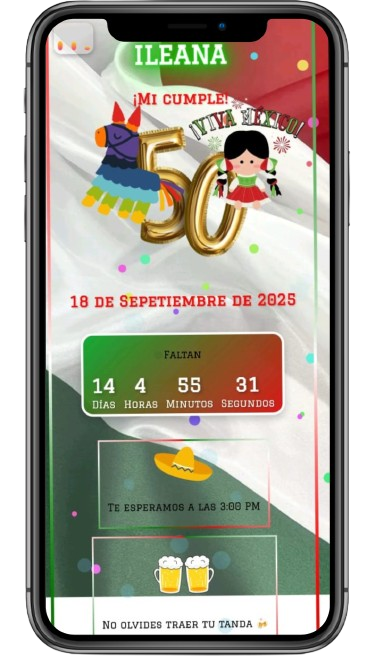 ILEANA
¡Mi cumple!
¡VIVA MÉXICO!
50
18 de Sepetiembre de 2025
Faltan
14 4 55 31
Días Horas Minutos Segundos
Te esperamos a las 3:00 PM
No olvides traer tu tanda 🍻